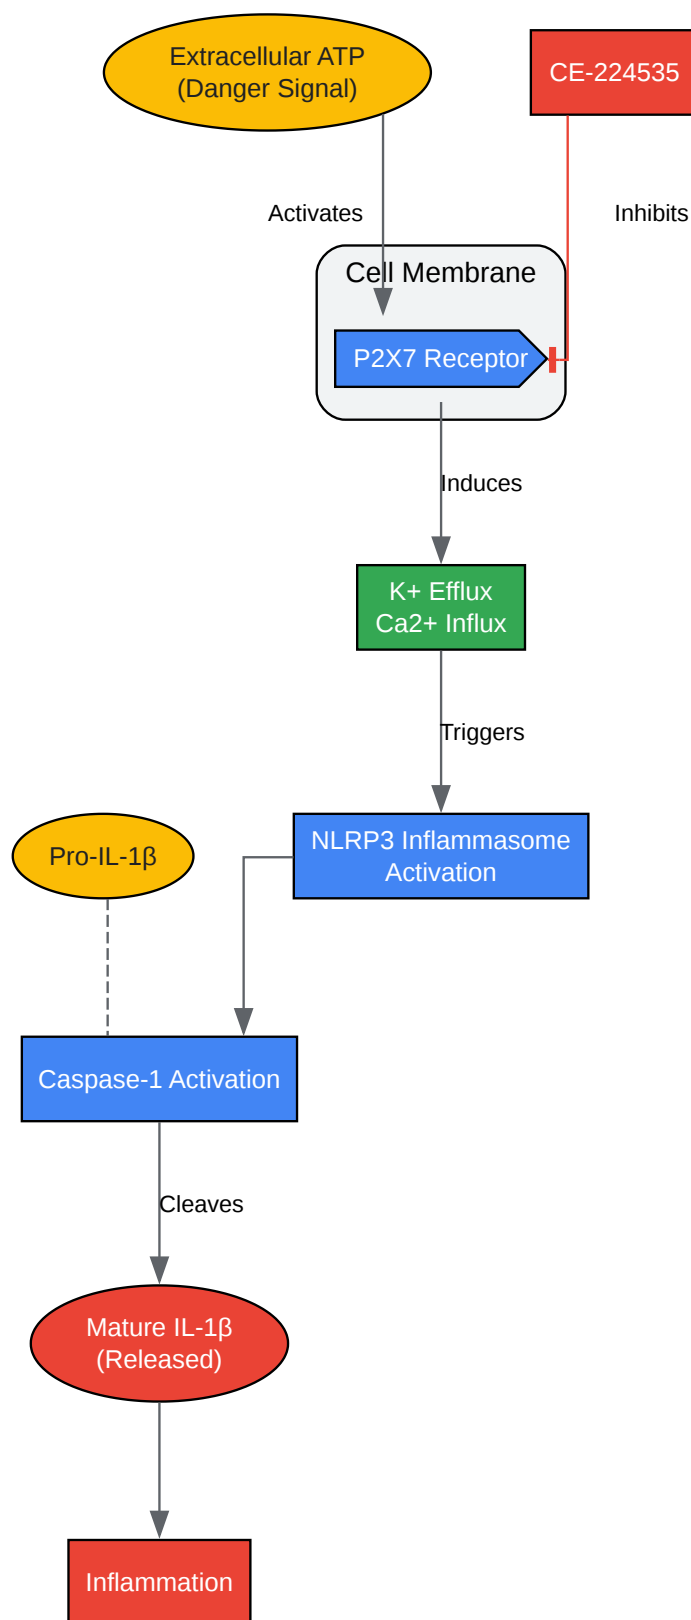 Extracellular ATP
(Danger Signal)
CE-224535
Activates
Inhibits
Cell Membrane
P2X7 Receptor
Induces
K+ Efflux
Ca2+ Influx
Triggers
NLRP3 Inflammasome
Activation
Pro-IL-1β
Caspase-1 Activation
Cleaves
Mature IL-1β
(Released)
Inflammation